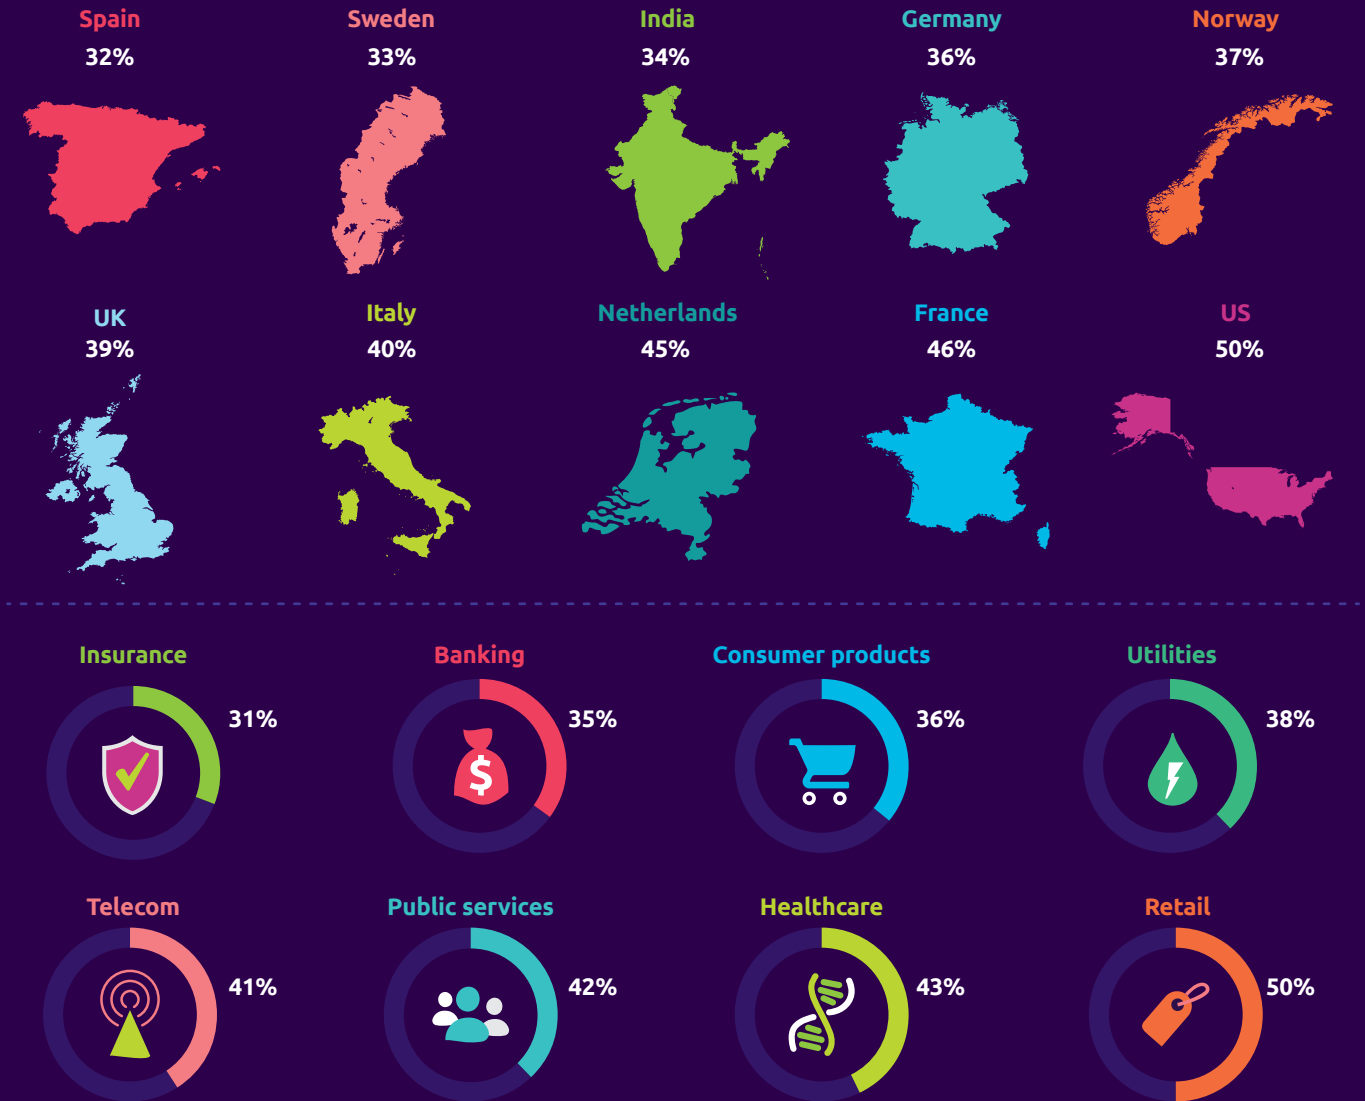 Spain Sweden India Germany Norway
32% 33% 34% 36% 37%
UK Italy Netherlands France US
39% 40% 45% 46% 50%
Insurance Banking Consumer products Utilities
31% 35% 36% 38%
$
Telecom Public services Healthcare Retail
41% 42% 43% 50%